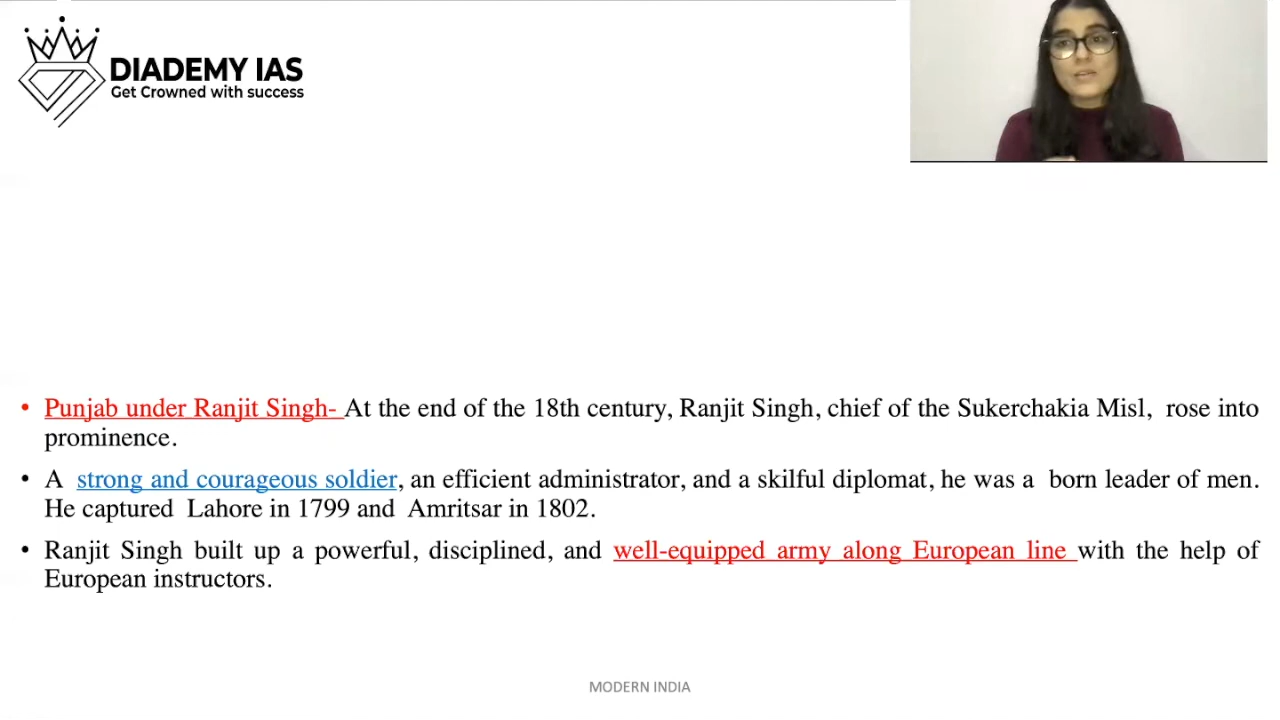 DIADEMY IAS
Get Crowned with success
• Punjab under Ranjit Singh- At the end of the 18th century, Ranjit Singh, chief of the Sukerchakia Misl, rose into
prominence.
• A strong and courageous soldier, an efficient administrator, and a skilful diplomat, he was a born leader of men.
He captured Lahore in 1799 and Amritsar in 1802.
• Ranjit Singh built up a powerful, disciplined, and well-equipped army along European line with the help of
European instructors.
MODERN INDIA